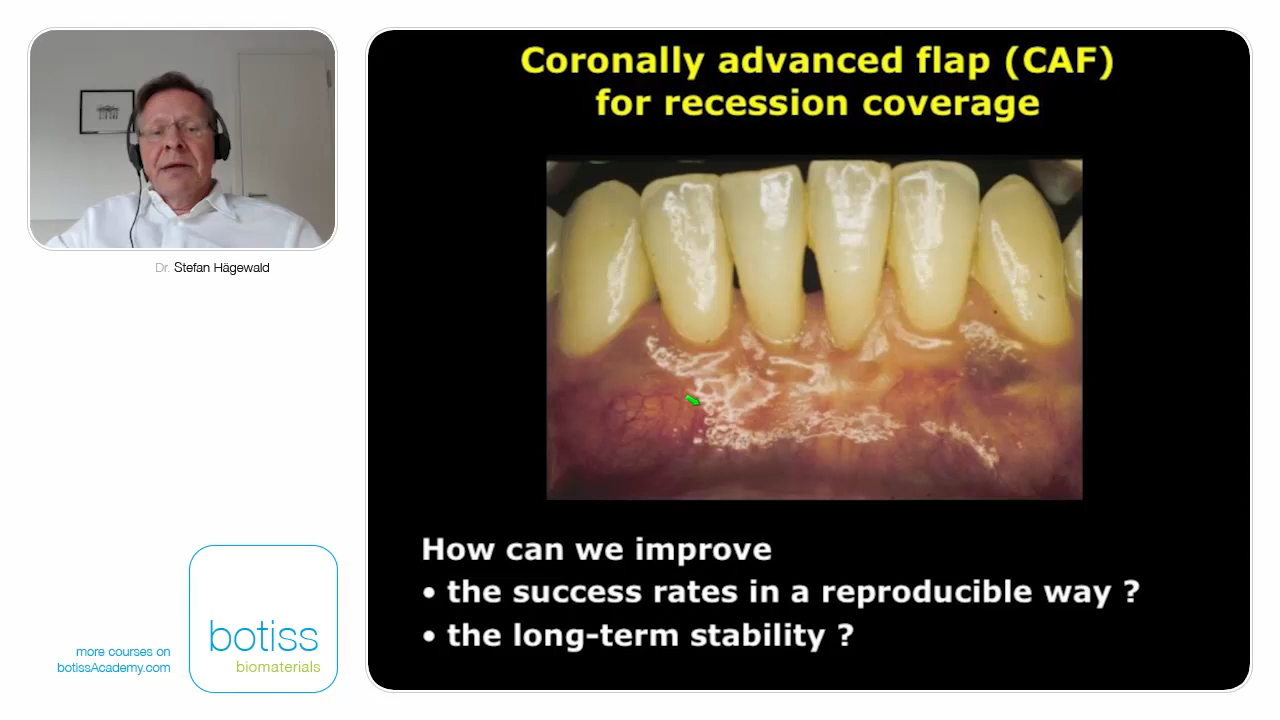 Coronally advanced flap (CAF)
for recession coverage
Dr. Stefan Hägewald
How can we improve
• the success rates in a reproducible way ?
• the long-term stability ?
botiss
biomaterials
more courses on
botissAcademy.com